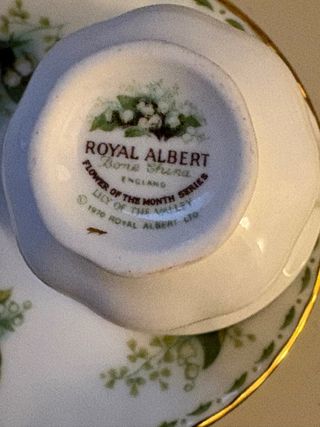 ROYAL ALBERT
Bone China
ENGLAND
FLOWER OF THE MONTH SERIES
LILY OF THE VALLEY
© 1970 ROYAL ALBERT LTD